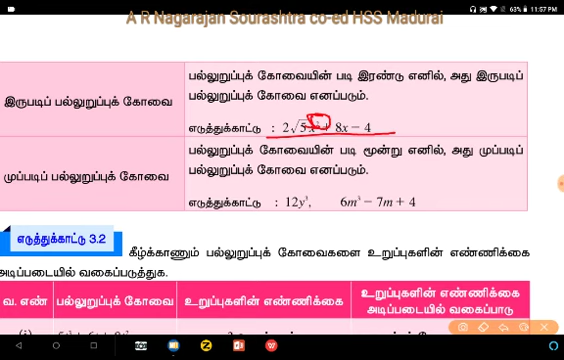 A R Nagarajan Sourashtra co-ed HSS Madurai
63% 11:57 PM
இருபடிப் பல்லுறுப்புக் கோவை
பல்லுறுப்புக் கோவையின் படி இரண்டு எனில், அது இருபடிப்
பல்லுறுப்புக் கோவை எனப்படும்.
எடுத்துக்காட்டு : 2√5x² + 8x − 4
முப்படிப் பல்லுறுப்புக் கோவை
பல்லுறுப்புக் கோவையின் படி மூன்று எனில், அது முப்படிப்
பல்லுறுப்புக் கோவை எனப்படும்.
எடுத்துக்காட்டு : 12y³, 6m³ − 7m + 4
எடுத்துக்காட்டு 3.2
கீழ்க்காணும் பல்லுறுப்புக் கோவைகளை உறுப்புகளின் எண்ணிக்கை
அடிப்படையில் வகைப்படுத்துக.
வ. எண் பல்லுறுப்புக் கோவை உறுப்புகளின் எண்ணிக்கை உறுப்புகளின் எண்ணிக்கை
அடிப்படையில் வகைப்பாடு